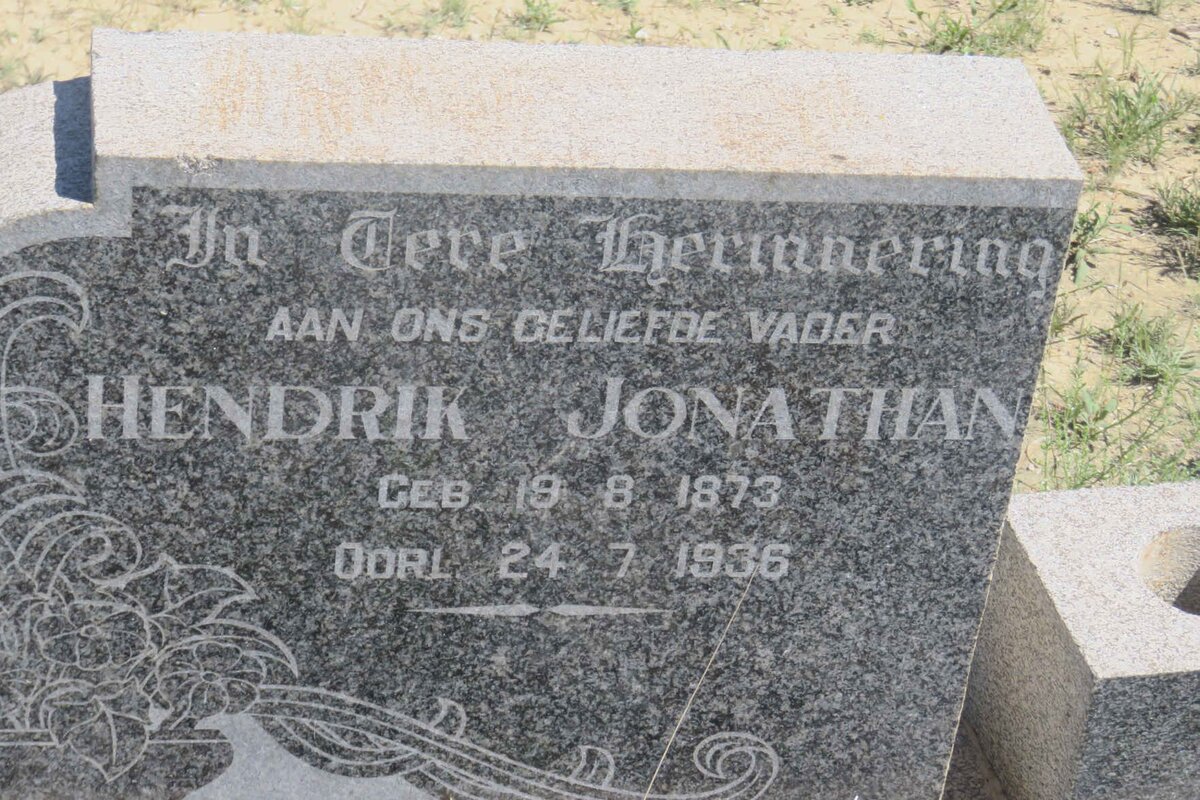 In Tere Herinnering
AAN ONS GELIEFDE VADER
HENDRIK JONATHAN
GEB. 19 8 1873
OORL. 24 7 1936